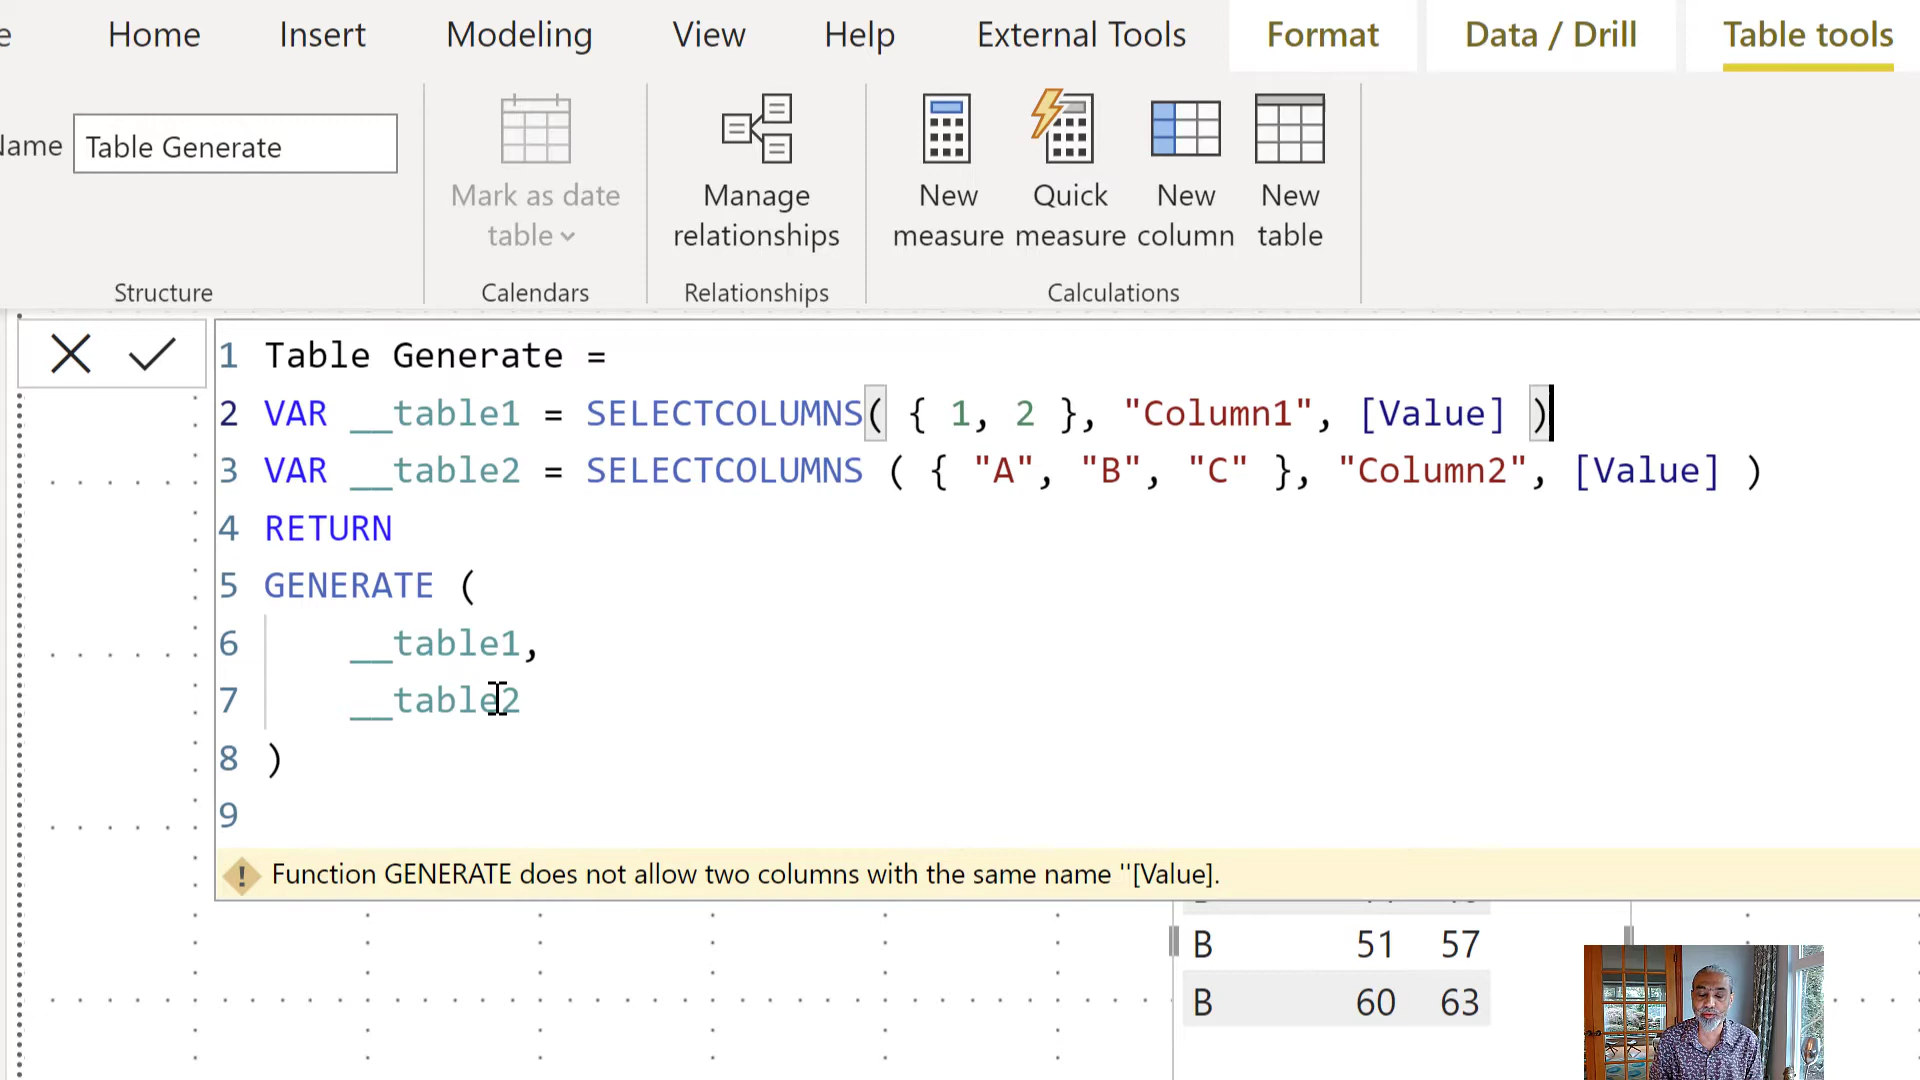 e Home Insert Modeling View Help External Tools Format Data / Drill Table tools
Name Table Generate
Mark as date table
Manage relationships
New measure
Quick measure
New column
New table
Structure Calendars Relationships Calculations
1 Table Generate =
2 VAR __table1 = SELECTCOLUMNS( { 1, 2 }, "Column1", [Value] )
3 VAR __table2 = SELECTCOLUMNS ( { "A", "B", "C" }, "Column2", [Value] )
4 RETURN
5 GENERATE (
6 __table1,
7 __table2
8 )
9
Function GENERATE does not allow two columns with the same name ''[Value].
B 51 57
B 60 63